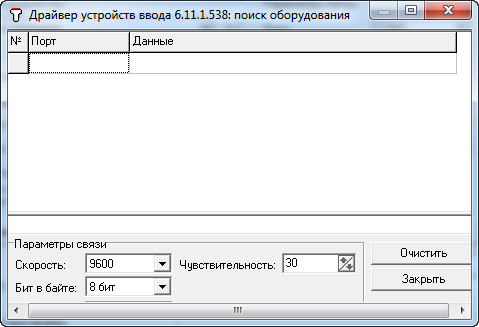 Драйвер устройств ввода 6.11.1.538: поиск оборудования
№ Порт Данные
Параметры связи
Скорость: 9600 Чувствительность: 30 Очистить
Бит в байте: 8 бит Закрыть